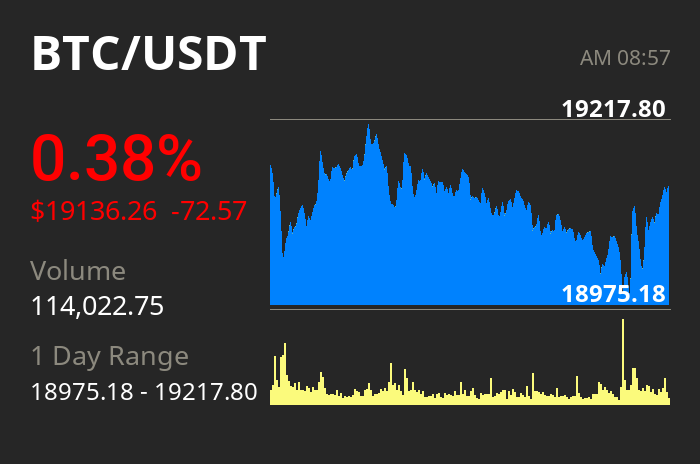 BTC/USDT
AM 08:57
19217.80
0.38%
$19136.26 -72.57
Volume
114,022.75
18975.18
1 Day Range
18975.18 - 19217.80